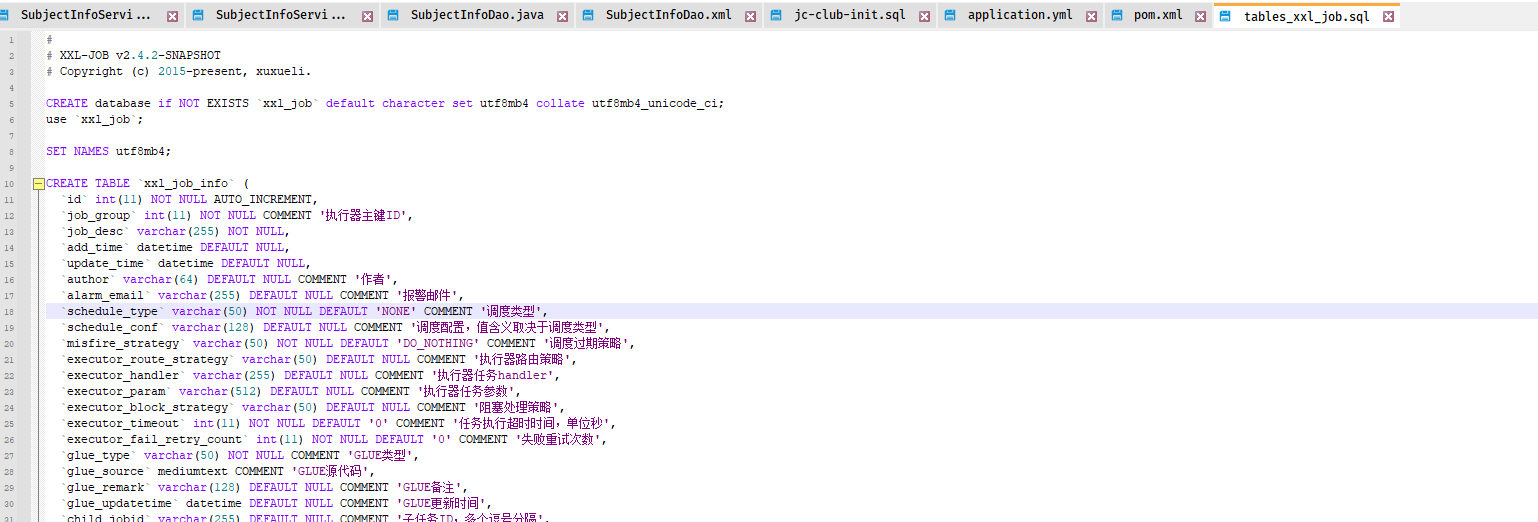 SubjectInfoServi... SubjectInfoServi... SubjectInfoDao.java SubjectInfoDao.xml jc-club-init.sql application.yml pom.xml tables_xxl_job.sql
1 #
2 # XXL-JOB v2.4.2-SNAPSHOT
3 # Copyright (c) 2015-present, xuxueli.
4
5 CREATE database if NOT EXISTS `xxl_job` default character set utf8mb4 collate utf8mb4_unicode_ci;
6 use `xxl_job`;
7
8 SET NAMES utf8mb4;
9
10 CREATE TABLE `xxl_job_info` (
11 `id` int(11) NOT NULL AUTO_INCREMENT,
12 `job_group` int(11) NOT NULL COMMENT '执行器主键ID',
13 `job_desc` varchar(255) NOT NULL,
14 `add_time` datetime DEFAULT NULL,
15 `update_time` datetime DEFAULT NULL,
16 `author` varchar(64) DEFAULT NULL COMMENT '作者',
17 `alarm_email` varchar(255) DEFAULT NULL COMMENT '报警邮件',
18 `schedule_type` varchar(50) NOT NULL DEFAULT 'NONE' COMMENT '调度类型',
19 `schedule_conf` varchar(128) DEFAULT NULL COMMENT '调度配置，值含义取决于调度类型',
20 `misfire_strategy` varchar(50) NOT NULL DEFAULT 'DO_NOTHING' COMMENT '调度过期策略',
21 `executor_route_strategy` varchar(50) DEFAULT NULL COMMENT '执行器路由策略',
22 `executor_handler` varchar(255) DEFAULT NULL COMMENT '执行器任务handler',
23 `executor_param` varchar(512) DEFAULT NULL COMMENT '执行器任务参数',
24 `executor_block_strategy` varchar(50) DEFAULT NULL COMMENT '阻塞处理策略',
25 `executor_timeout` int(11) NOT NULL DEFAULT '0' COMMENT '任务执行超时时间，单位秒',
26 `executor_fail_retry_count` int(11) NOT NULL DEFAULT '0' COMMENT '失败重试次数',
27 `glue_type` varchar(50) NOT NULL COMMENT 'GLUE类型',
28 `glue_source` mediumtext COMMENT 'GLUE源代码',
29 `glue_remark` varchar(128) DEFAULT NULL COMMENT 'GLUE备注',
30 `glue_updatetime` datetime DEFAULT NULL COMMENT 'GLUE更新时间',
31 `child_jobid` varchar(255) DEFAULT NULL COMMENT '子任务ID，多个逗号分隔',